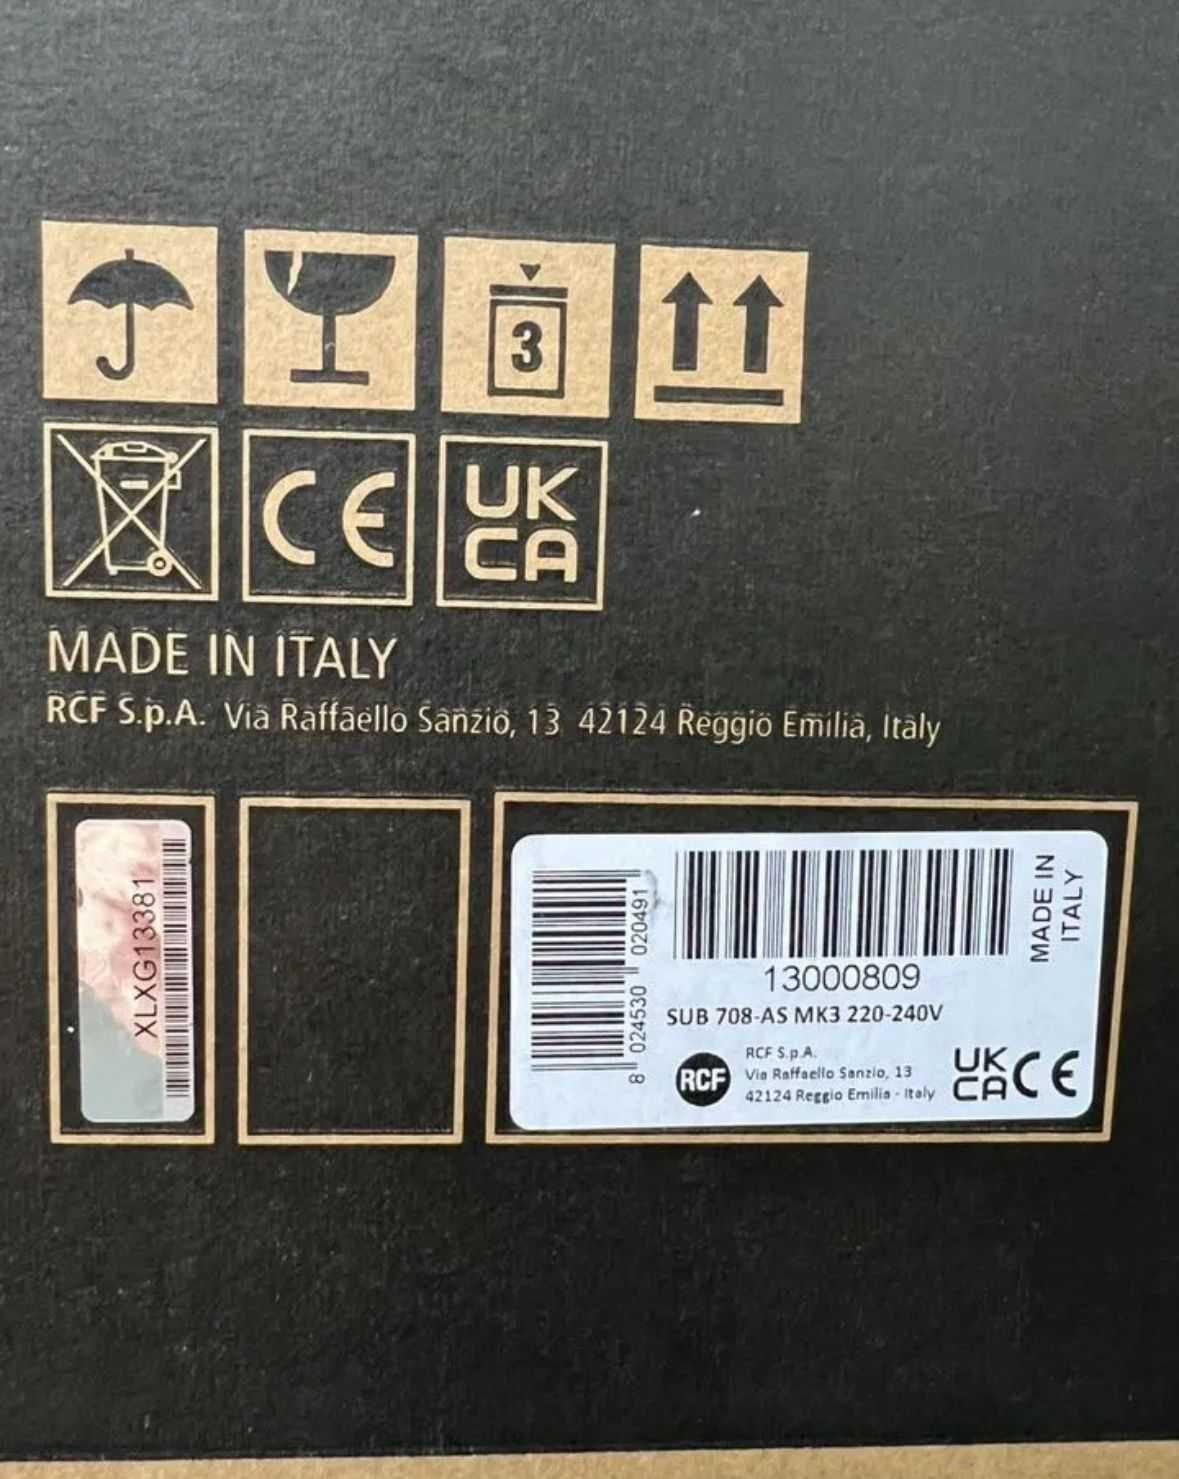 3
CE
UK
CA
MADE IN ITALY
RCF S.p.A. Via Raffaello Sanzio, 13 42124 Reggio Emilia, Italy
XLXG13381
8 024530 020491
13000809
MADE IN
ITALY
SUB 708-AS MK3 220-240V
RCF
RCF S.p.A.
Via Raffaello Sanzio, 13
42124 Reggio Emilia - Italy
UK
CA
CE